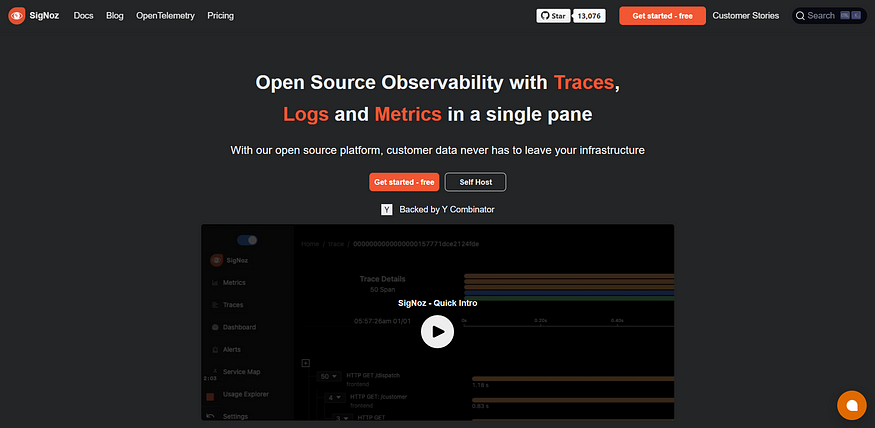 SigNoz Docs Blog OpenTelemetry Pricing Star 13,076 Get started - free Customer Stories Search
Open Source Observability with Traces,
Logs and Metrics in a single pane
With our open source platform, customer data never has to leave your infrastructure
Get started - free Self Host
Y Backed by Y Combinator
Home / trace /
SigNoz
Metrics
Trace Details
50 Span
Traces
SigNoz - Quick Intro
05:57:26am 01/01
0s 0.20s 0.40s
Dashboard
Alerts
Service Map
2:02
50 HTTP GET /dispatch
frontend
1.18 s
Usage Explorer
4 HTTP GET: /customer
frontend
0.83 s
Settings
3 HTTP GET